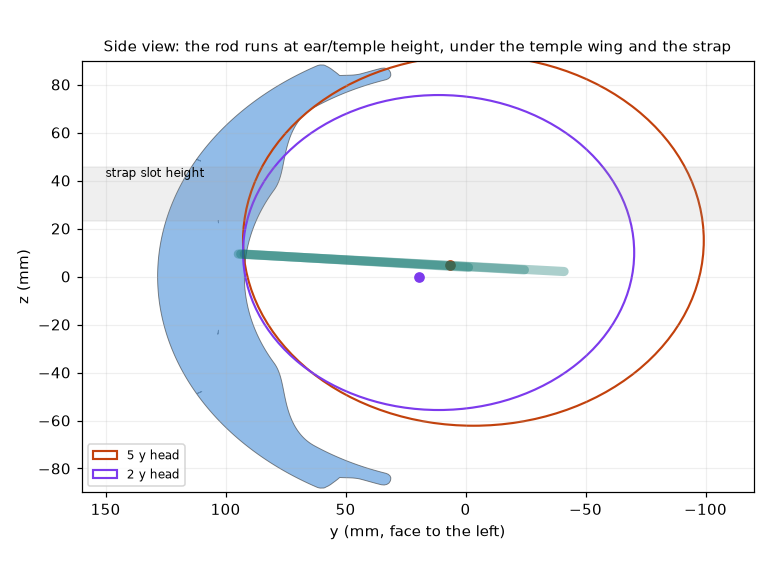 Side view: the rod runs at ear/temple height, under the temple wing and the strap
80
60
strap slot height
40
20
0
−20
−40
−60
−80
z (mm)
5 y head
2 y head
150
100
50
0
−50
−100
y (mm, face to the left)